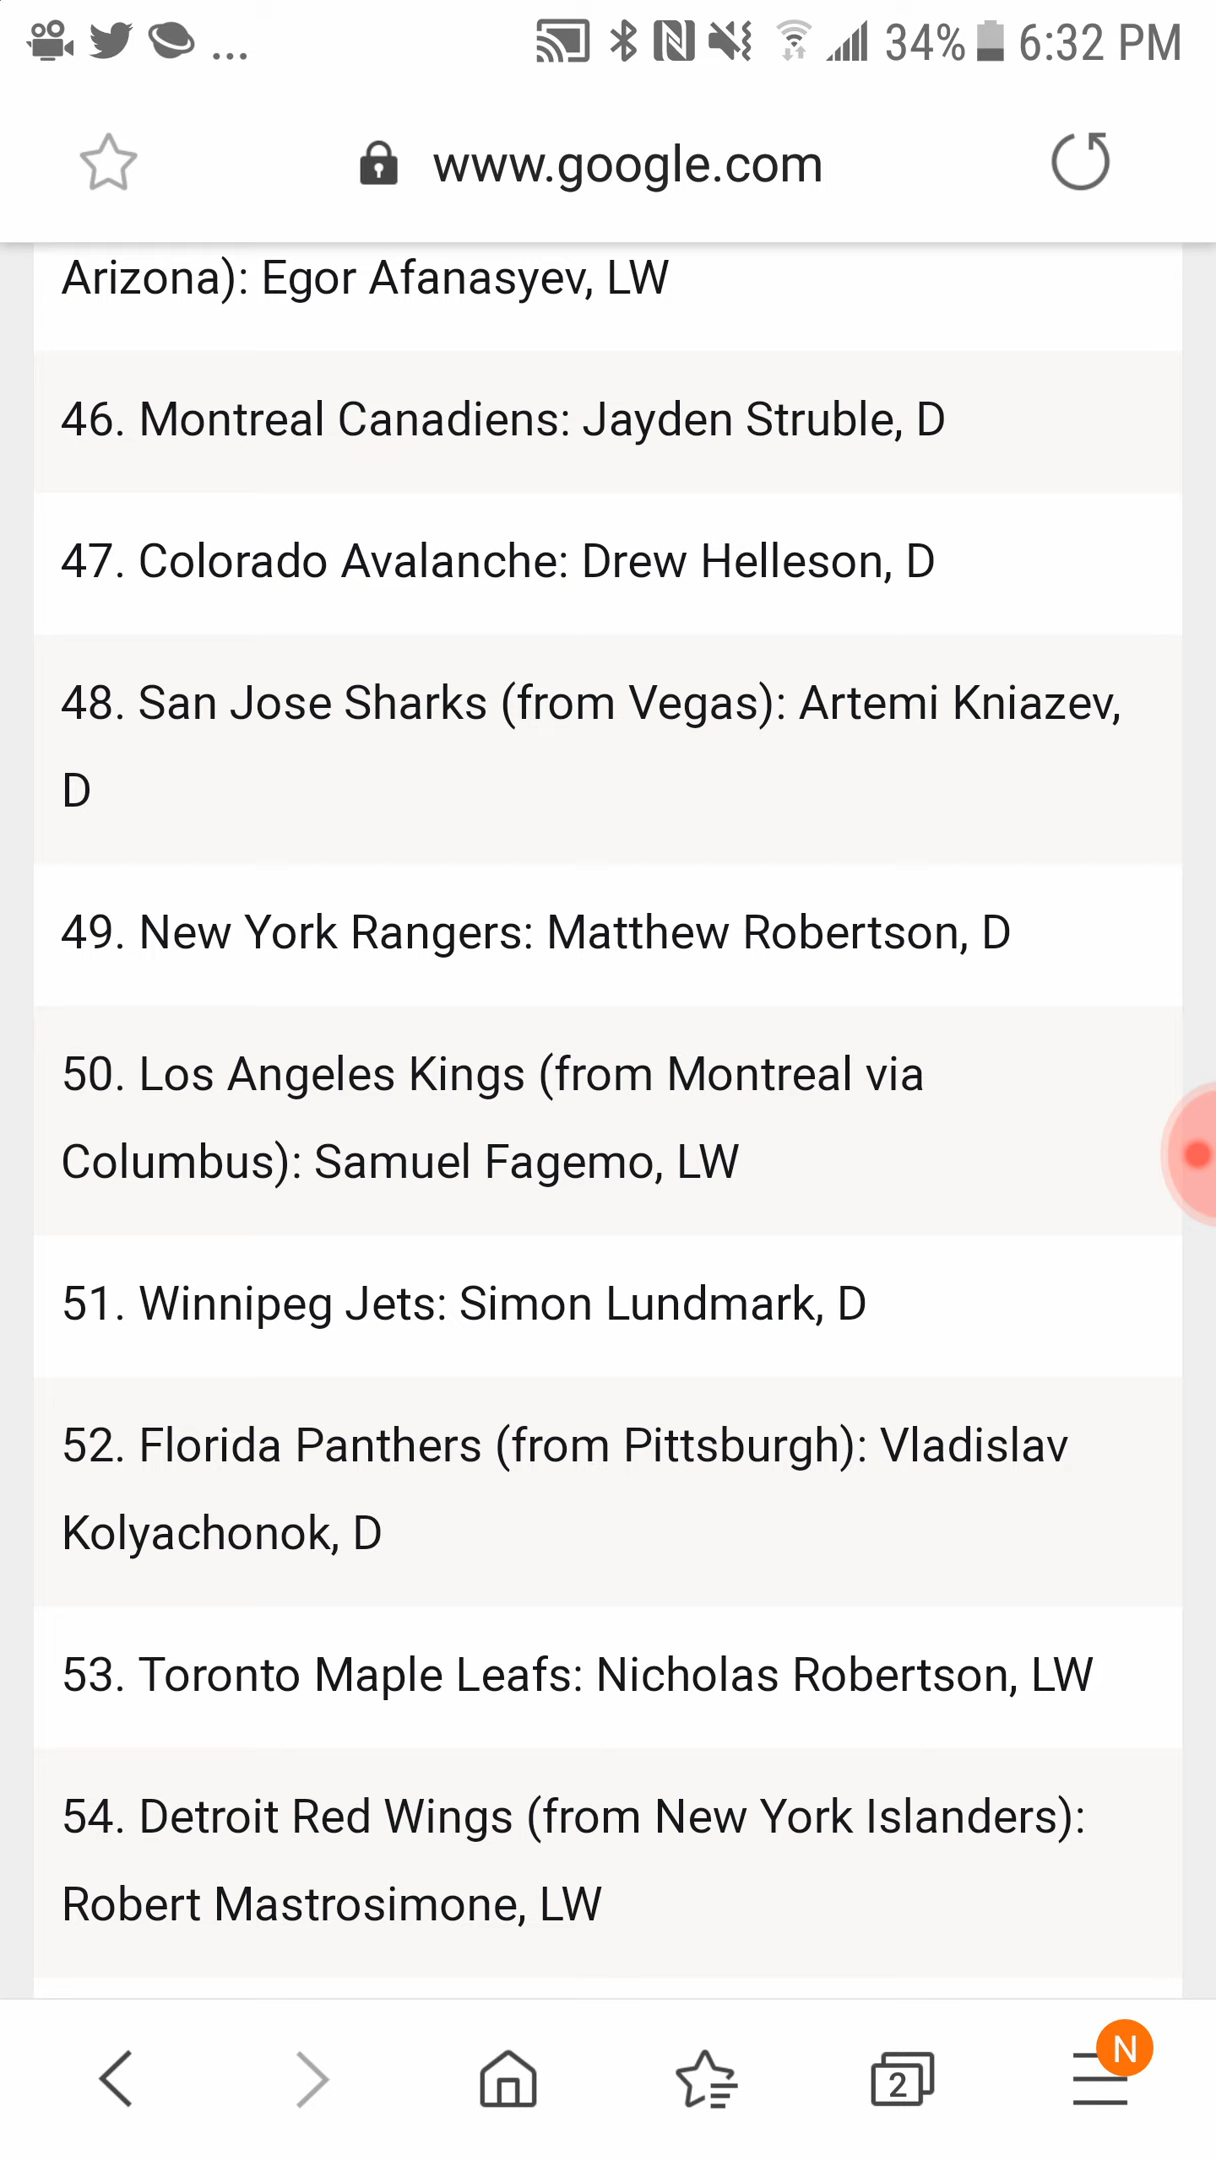 ... 34% 6:32 PM
www.google.com
Arizona): Egor Afanasyev, LW
46. Montreal Canadiens: Jayden Struble, D
47. Colorado Avalanche: Drew Helleson, D
48. San Jose Sharks (from Vegas): Artemi Kniazev,
D
49. New York Rangers: Matthew Robertson, D
50. Los Angeles Kings (from Montreal via
Columbus): Samuel Fagemo, LW
51. Winnipeg Jets: Simon Lundmark, D
52. Florida Panthers (from Pittsburgh): Vladislav
Kolyachonok, D
53. Toronto Maple Leafs: Nicholas Robertson, LW
54. Detroit Red Wings (from New York Islanders):
Robert Mastrosimone, LW
2 N